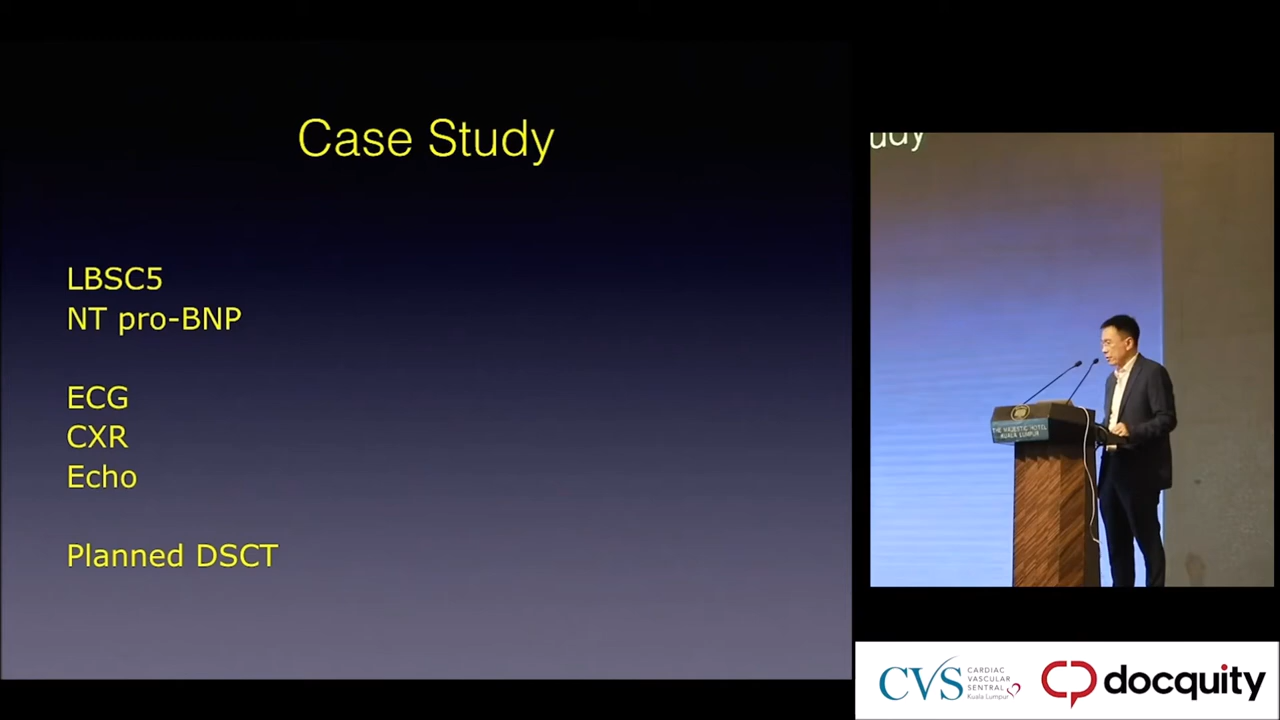 Case Study
LBSC5
NT pro-BNP
ECG
CXR
Echo
Planned DSCT
udy
THE MAJESTIC HOTEL
KUALA LUMPUR
CVS
CARDIAC
VASCULAR
SENTRAL
Kuala Lumpur
docquity